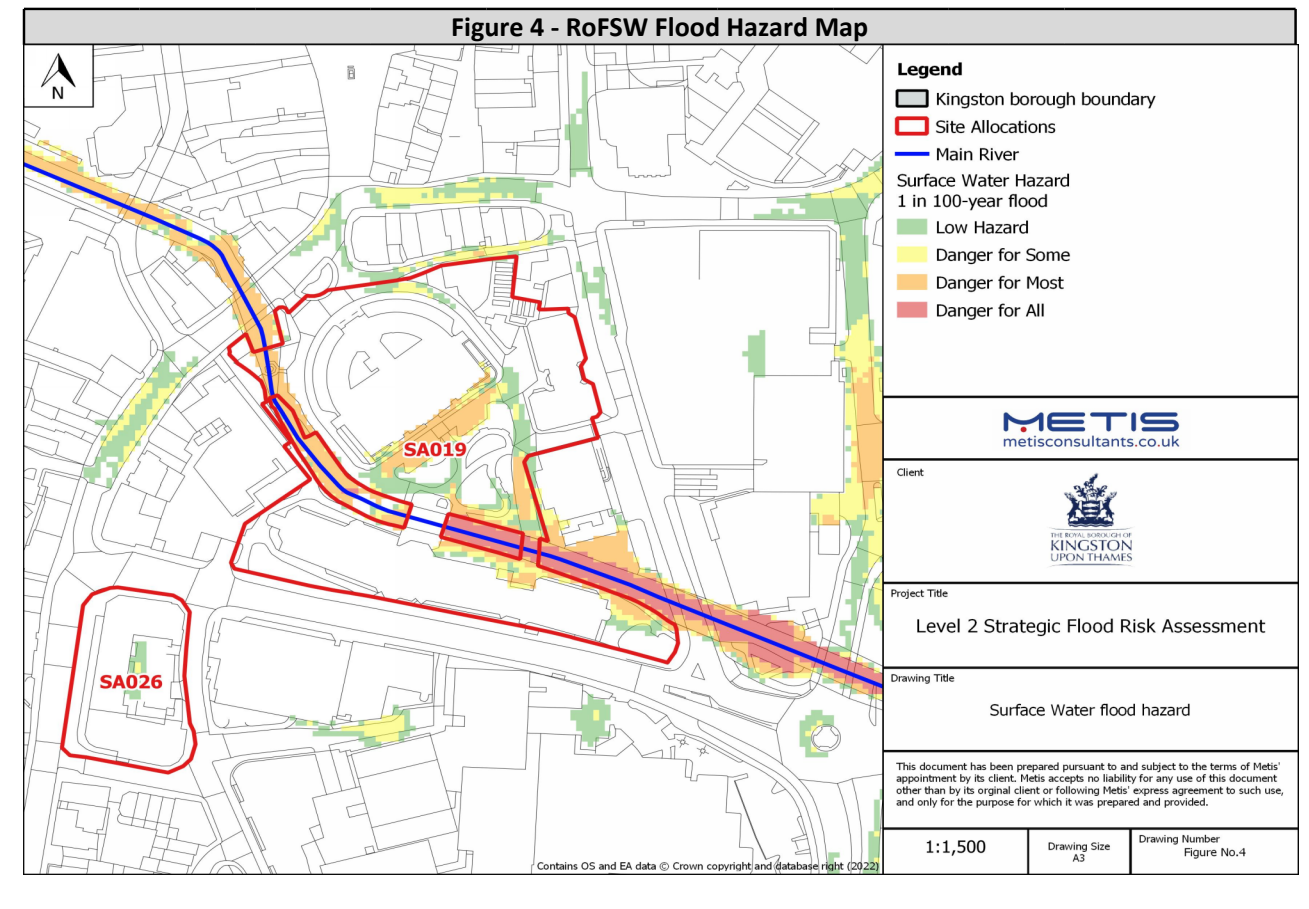 Figure 4 - RoFSW Flood Hazard Map
N
SA019
SA026
Contains OS and EA data © Crown copyright and database right (2022)
Legend
Kingston borough boundary
Site Allocations
Main River
Surface Water Hazard
1 in 100-year flood
Low Hazard
Danger for Some
Danger for Most
Danger for All
METIS
metisconsultants.co.uk
Client
THE ROYAL BOROUGH OF
KINGSTON
UPON THAMES
Project Title
Level 2 Strategic Flood Risk Assessment
Drawing Title
Surface Water flood hazard
This document has been prepared pursuant to and subject to the terms of Metis'
appointment by its client. Metis accepts no liability for any use of this document
other than by its orginal client or following Metis' express agreement to such use,
and only for the purpose for which it was prepared and provided.
1:1,500
Drawing Size
A3
Drawing Number
Figure No.4